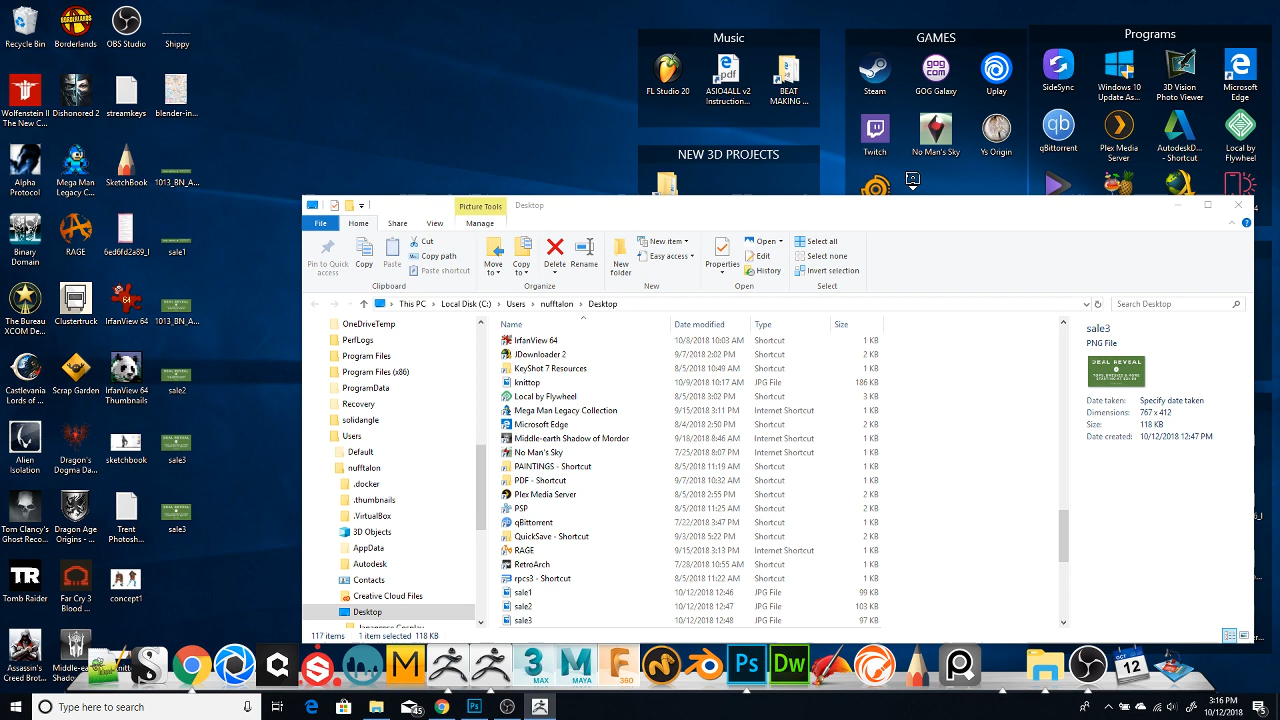 Recycle Bin
Borderlands
OBS Studio
Shippy
Wolfenstein II
The New C...
Dishonored 2
streamkeys
blender-in...
Alpha
Protocol
Mega Man
Legacy C...
SketchBook
1013_BN_A...
Binary
Domain
RAGE
6ed6fd2a89_l
sale1
The Bureau
XCOM De...
Clustertruck
IrfanView 64
1013_BN_A...
Castlevania
Lords of ...
Scrap Garden
IrfanView 64
Thumbnails
sale2
Alien
Isolation
Dragon's
Dogma Da...
sketchbook
sale3
Tom Clancy's
Ghost Reco...
Dragon Age
Origins - ...
Trent
Photosh...
sale3
Tomb Raider
Far Cry 3
Blood ...
concept1
Assassin's
Creed Brot...
Middle-ea...
Shadow of...
Music
FL Studio 20
ASIO4ALL v2
Instruction...
BEAT
MAKING ...
NEW 3D PROJECTS
GAMES
Steam
GOG Galaxy
Uplay
Twitch
No Man's Sky
Ys Origin
Programs
SideSync
Windows 10
Update As...
3D Vision
Photo Viewer
Microsoft
Edge
qBittorrent
Plex Media
Server
AutodeskD...
- Shortcut
Local by
Flywheel
Picture Tools
Desktop
File
Home
Share
View
Manage
Pin to Quick
access
Copy
Paste
Cut
Copy path
Paste shortcut
Clipboard
Move
to
Copy
to
Delete
Rename
Organize
New
folder
New item
Easy access
New
Properties
Open
Edit
History
Open
Select all
Select none
Invert selection
Select
This PC > Local Disk (C:) > Users > nufftalon > Desktop
Search Desktop
OneDriveTemp
PerfLogs
Program Files
Program Files (x86)
ProgramData
Recovery
solidangle
Users
Default
nufftalon
.docker
.thumbnails
.VirtualBox
3D Objects
AppData
Autodesk
Contacts
Creative Cloud Files
Desktop
Japanese Cosplay
Name Date modified Type Size
IrfanView 64 10/8/2018 10:03 AM Shortcut 1 KB
JDownloader 2 9/7/2018 2:02 PM Shortcut 2 KB
KeyShot 7 Resources 8/5/2018 10:49 AM Shortcut 1 KB
knittop 10/9/2018 10:17 AM JPG File 186 KB
Local by Flywheel 8/5/2018 3:02 PM Shortcut 3 KB
Mega Man Legacy Collection 9/15/2018 3:11 PM Internet Shortcut 1 KB
Microsoft Edge 8/4/2018 2:50 PM Shortcut 2 KB
Middle-earth Shadow of Mordor 9/18/2018 8:46 AM Internet Shortcut 1 KB
No Man's Sky 7/25/2018 8:07 PM Internet Shortcut 1 KB
PAINTINGS - Shortcut 8/5/2018 11:19 AM Shortcut 1 KB
PDF - Shortcut 9/7/2018 10:32 AM Shortcut 1 KB
Plex Media Server 8/5/2018 2:55 PM Shortcut 2 KB
PSP 8/5/2018 11:25 AM Shortcut 2 KB
qBittorrent 7/22/2018 3:47 PM Shortcut 1 KB
QuickSave - Shortcut 9/3/2018 5:22 PM Shortcut 2 KB
RAGE 9/15/2018 3:13 PM Internet Shortcut 1 KB
RetroArch 7/28/2018 10:55 AM Shortcut 1 KB
rpcs3 - Shortcut 8/5/2018 11:22 AM Shortcut 1 KB
sale1 10/12/2018 12:46 JPG File 99 KB
sale2 10/12/2018 12:47 JPG File 103 KB
sale3 10/12/2018 12:48 JPG File 97 KB
sale3
PNG File
DEAL REVEAL
Date taken: Specify date taken
Dimensions: 767 x 412
Size: 118 KB
Date created: 10/12/2018 12:47 PM
117 items 1 item selected 118 KB
3
MAX
M
MAYA
F
360
Ps
Dw
OCT
12
Type here to search
3:16 PM
10/12/2018